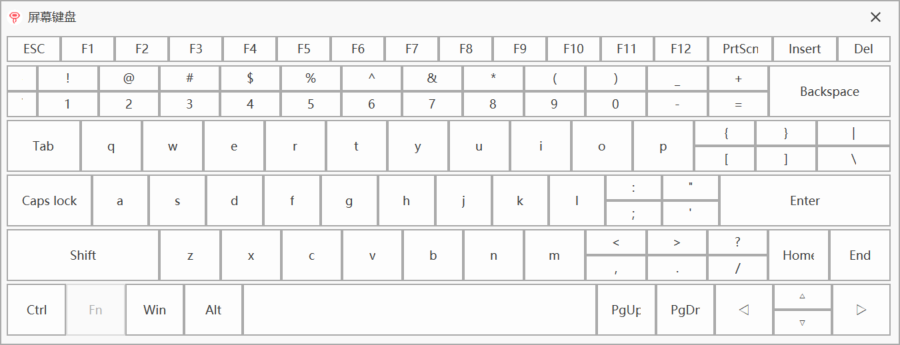 屏幕键盘
ESC F1 F2 F3 F4 F5 F6 F7 F8 F9 F10 F11 F12 PrtScn Insert Del
! @ # $ % ^ & * ( ) _ +
` 1 2 3 4 5 6 7 8 9 0 - = Backspace
Tab q w e r t y u i o p { } |
[ ] \
Caps lock a s d f g h j k l : " Enter
; '
Shift z x c v b n m < > ? Home End
, . /
Ctrl Fn Win Alt PgUp PgDn ◁ △ ▷
▽